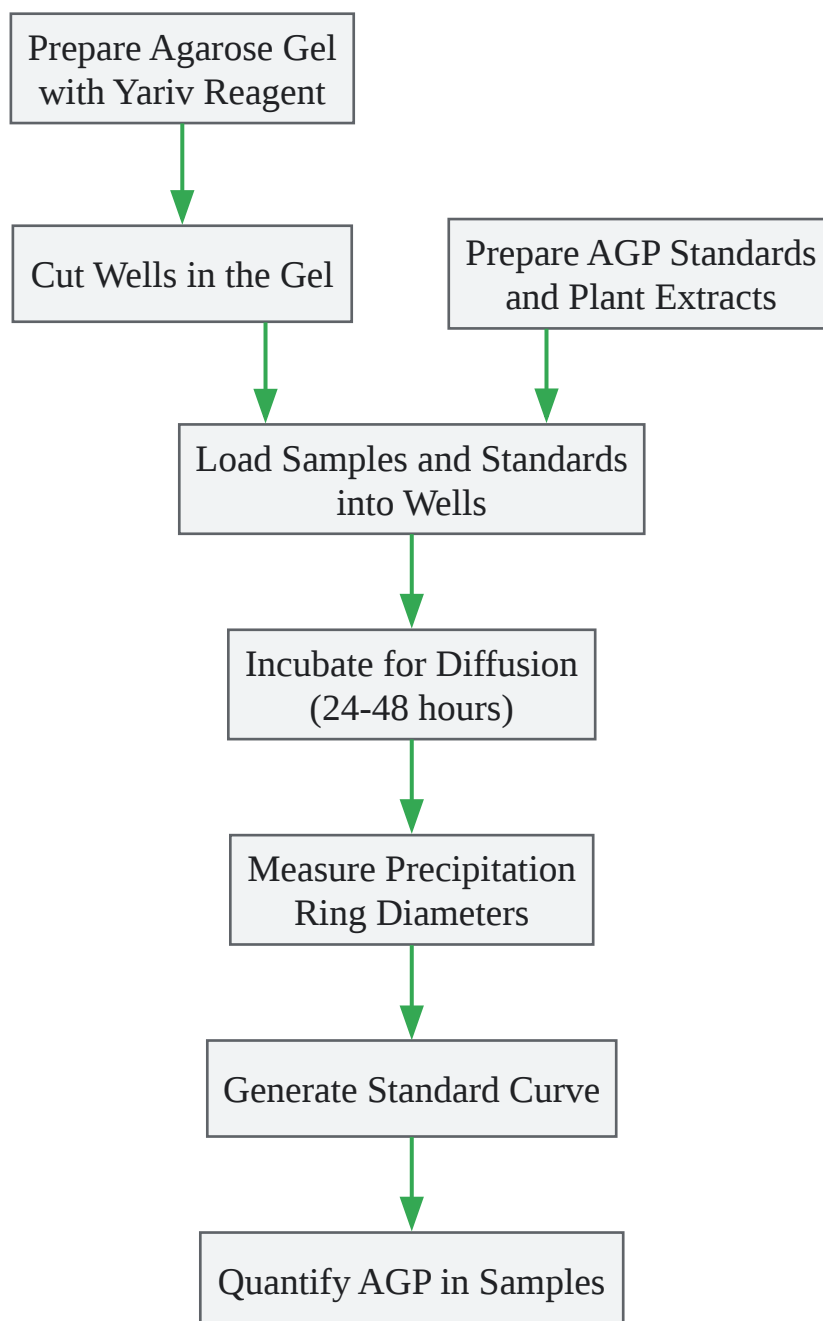 Prepare Agarose Gel
with Yariv Reagent
Cut Wells in the Gel
Prepare AGP Standards
and Plant Extracts
Load Samples and Standards
into Wells
Incubate for Diffusion
(24-48 hours)
Measure Precipitation
Ring Diameters
Generate Standard Curve
Quantify AGP in Samples